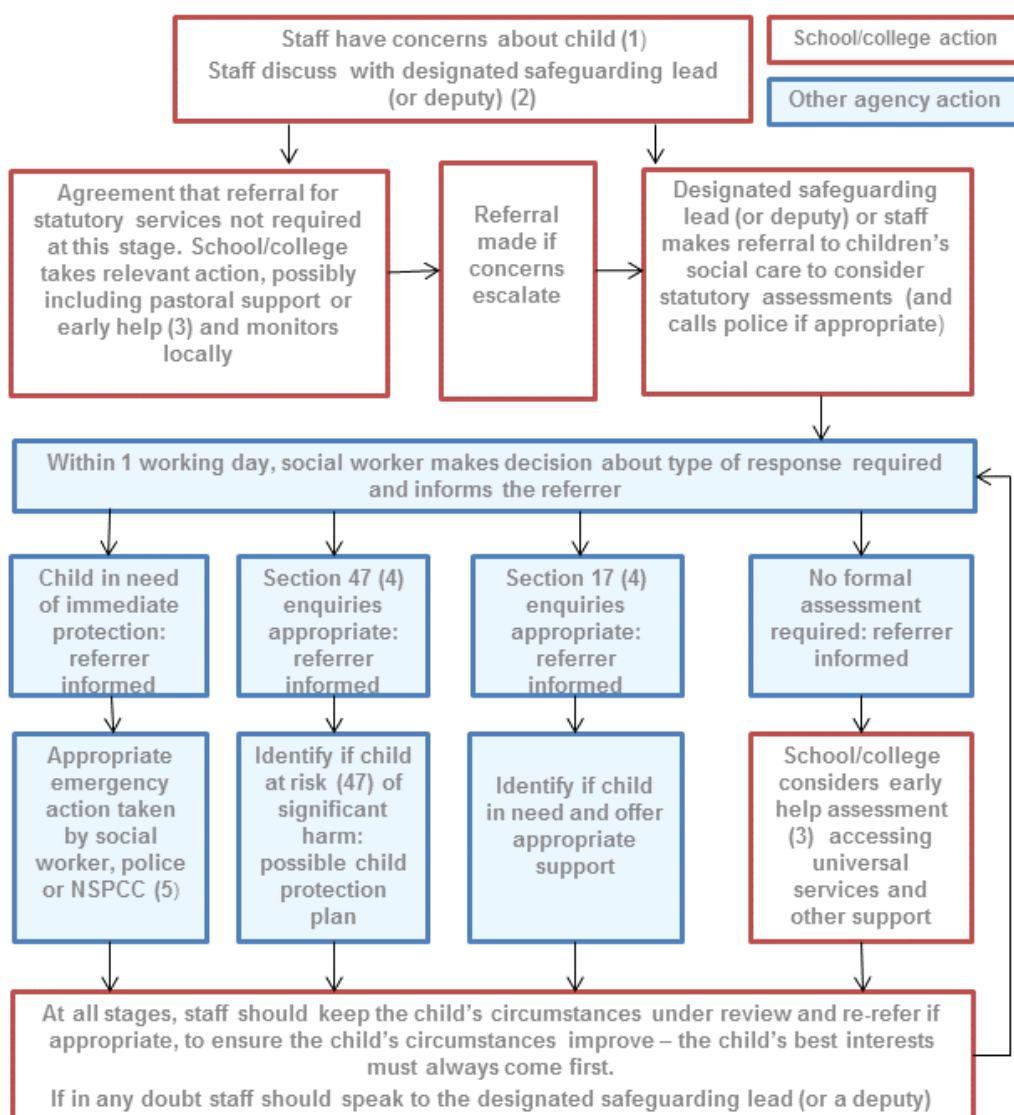 Staff have concerns about child (1)
Staff discuss with designated safeguarding lead
(or deputy) (2)
School/college action
Other agency action
Agreement that referral for
statutory services not required
at this stage. School/college
takes relevant action, possibly
including pastoral support or
early help (3) and monitors
locally
Referral
made if
concerns
escalate
Designated safeguarding
lead (or deputy) or staff
makes referral to children’s
social care to consider
statutory assessments (and
calls police if appropriate)
Within 1 working day, social worker makes decision about type of response required
and informs the referrer
Child in need
of immediate
protection:
referrer
informed
Section 47 (4)
enquiries
appropriate:
referrer
informed
Section 17 (4)
enquiries
appropriate:
referrer
informed
No formal
assessment
required: referrer
informed
Appropriate
emergency
action taken
by social
worker, police
or NSPCC (5)
Identify if child
at risk (47) of
significant
harm:
possible child
protection
plan
Identify if child
in need and offer
appropriate
support
School/college
considers early
help assessment
(3) accessing
universal
services and
other support
At all stages, staff should keep the child’s circumstances under review and re-refer if
appropriate, to ensure the child’s circumstances improve – the child’s best interests
must always come first.
If in any doubt staff should speak to the designated safeguarding lead (or a deputy)